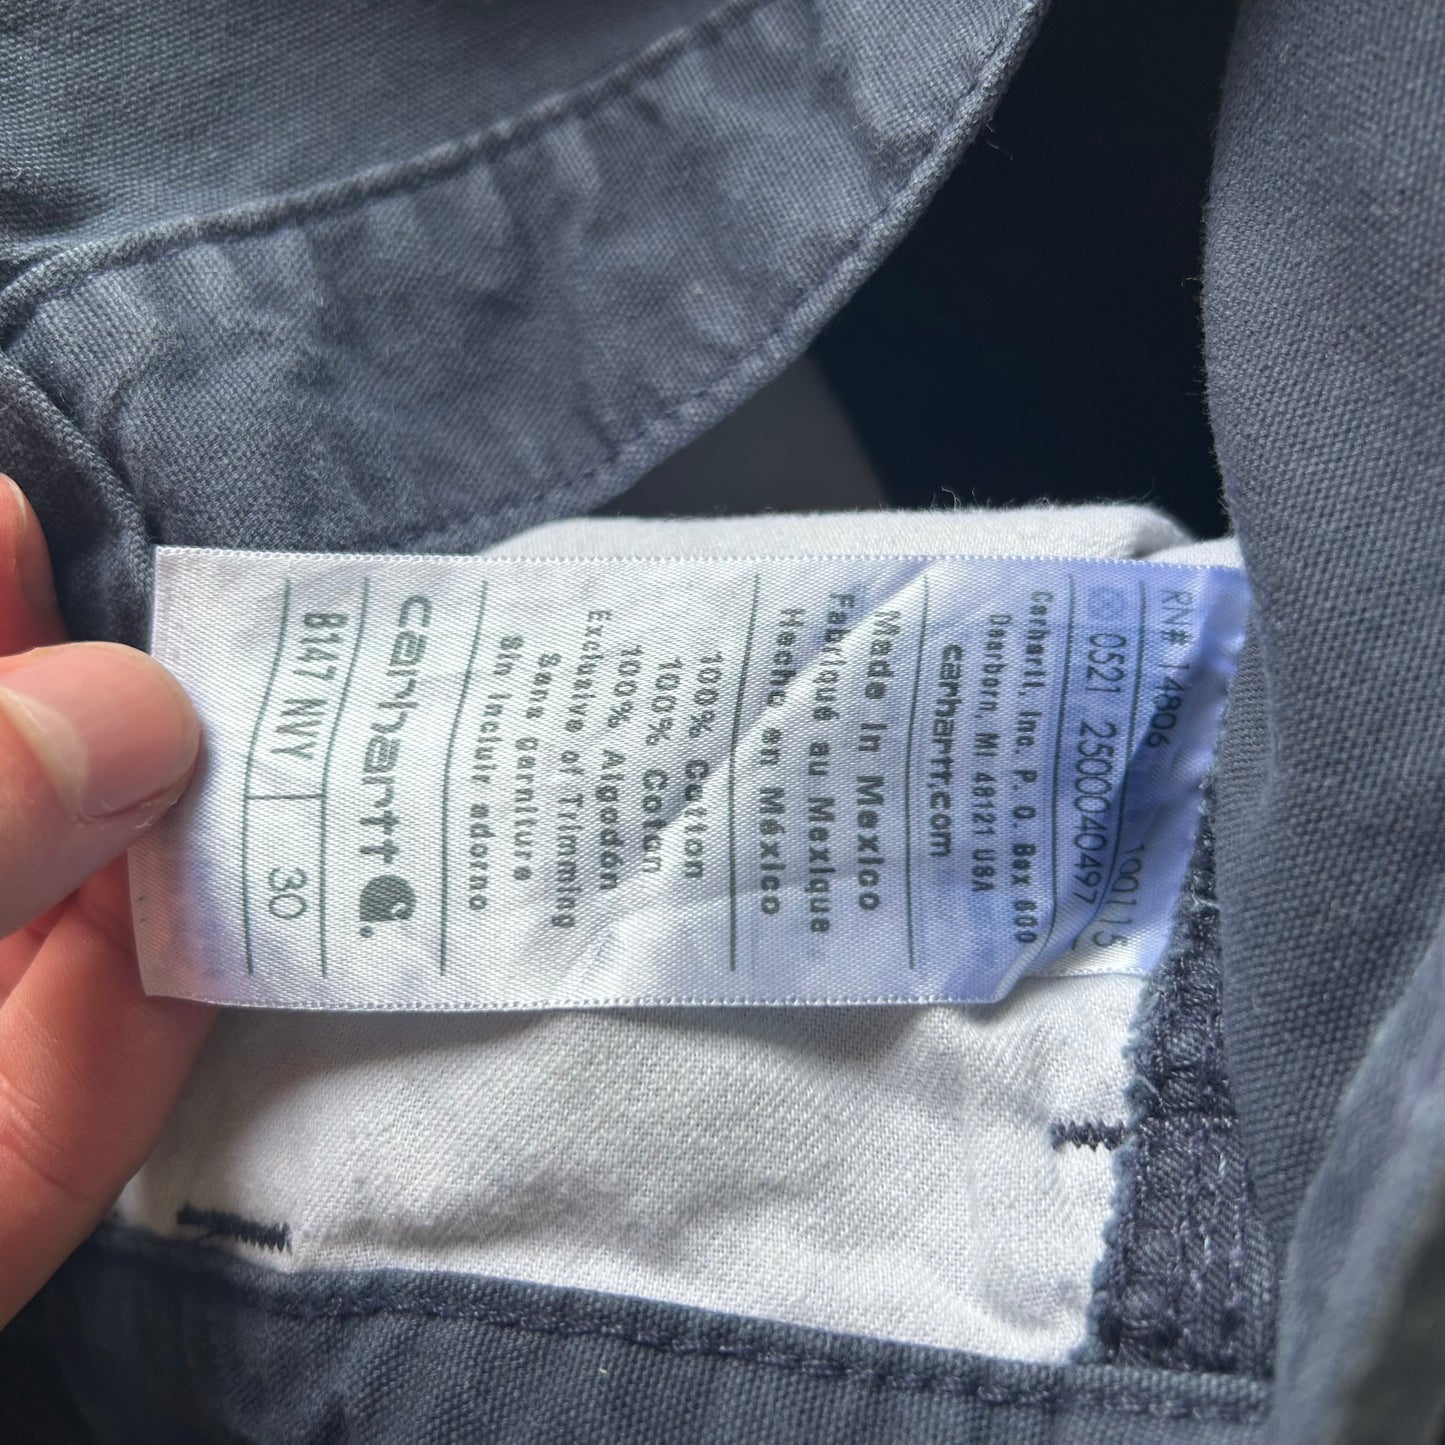 B147 NVY 30
carhartt.
Sin incluir adorno
Sans Garniture
Exclusive of Trimming
100% Algodón
100% Coton
100% Cotton
Hecho en México
Fabriqué au Mexique
Made In Mexico
carhartt.com
Dearborn, MI 48121 USA
Carhartt, Inc. P. O. Box 600
0521 25000040497
RN# 14806
100115